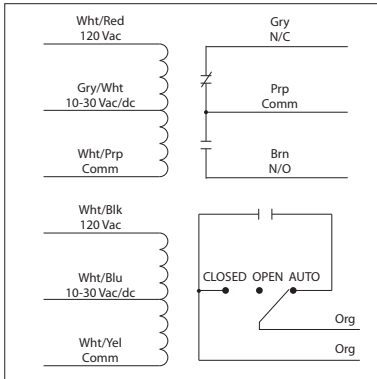 Wht/Red
120 Vac
Gry/Wht
10-30 Vac/dc
Wht/Prp
Comm
Gry
N/C
Prp
Comm
Brn
N/O
Wht/Blk
120 Vac
Wht/Blu
10-30 Vac/dc
Wht/Yel
Comm
CLOSED OPEN AUTO
Org
Org